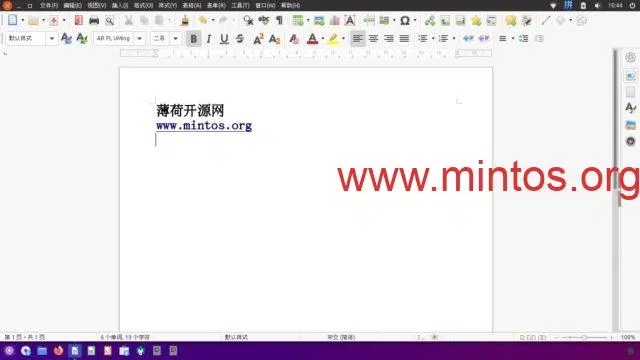 文件(F) 编辑(E) 视图(V) 插入(I) 格式(O) 样式(Y) 表格(A) 表单(R) 工具(T) 窗口(W) 帮助(H)
10:44
默认样式 AR PL UMing 二号
薄荷开源网
www.mintos.org
www.mintos.org
第 1 页，共 1 页 6 个单词, 19 个字符 默认样式 中文 (简体) 100%